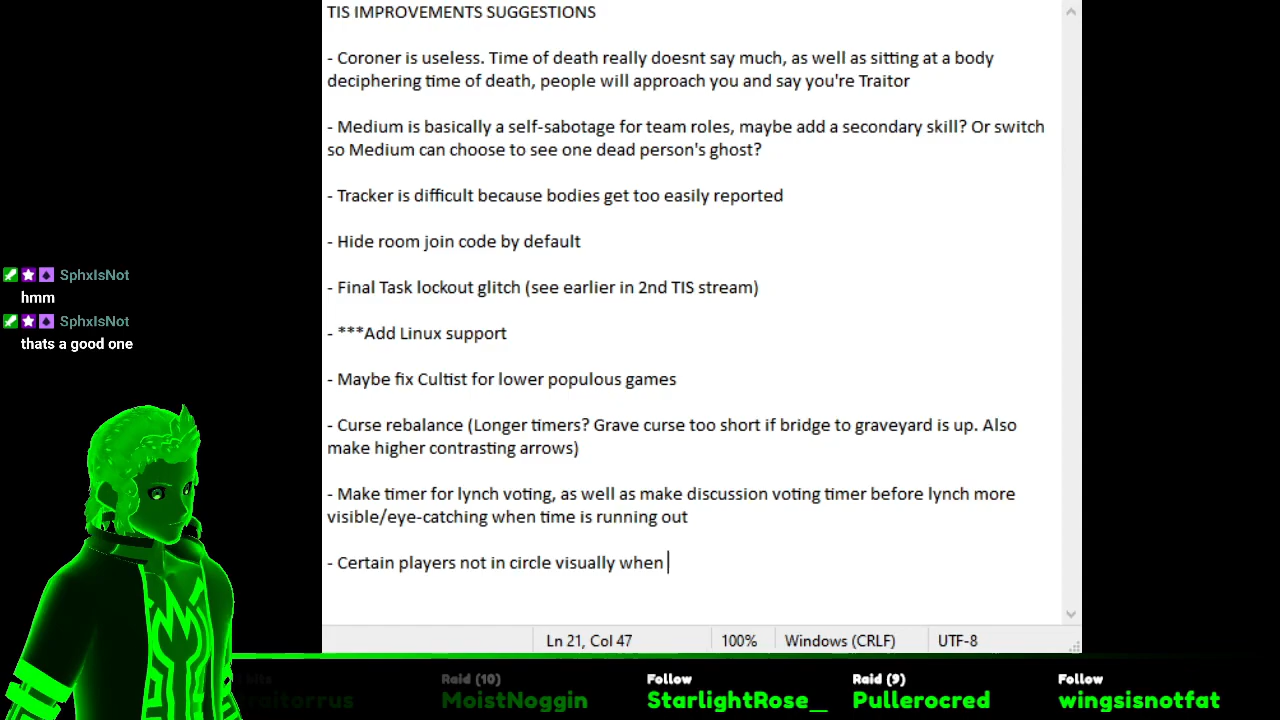 TIS IMPROVEMENTS SUGGESTIONS
- Coroner is useless. Time of death really doesnt say much, as well as sitting at a body
deciphering time of death, people will approach you and say you're Traitor
- Medium is basically a self-sabotage for team roles, maybe add a secondary skill? Or switch
so Medium can choose to see one dead person's ghost?
- Tracker is difficult because bodies get too easily reported
- Hide room join code by default
- Final Task lockout glitch (see earlier in 2nd TIS stream)
- ***Add Linux support
- Maybe fix Cultist for lower populous games
- Curse rebalance (Longer timers? Grave curse too short if bridge to graveyard is up. Also
make higher contrasting arrows)
- Make timer for lynch voting, as well as make discussion voting timer before lynch more
visible/eye-catching when time is running out
- Certain players not in circle visually when
Ln 21, Col 47
100%
Windows (CRLF)
UTF-8
SphxIsNot
hmm
SphxIsNot
thats a good one
Raid (10)
MoistNoggin
Follow
StarlightRose_
Raid (9)
Pullerocred
Follow
wingsisnotfat